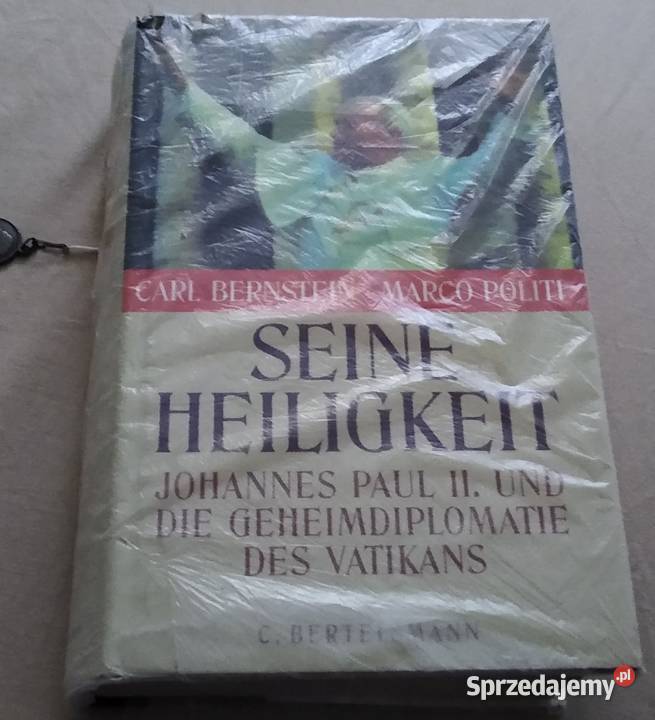 CARL BERNSTEIN MARCO POLITI
SEINE
HEILIGKEIT
JOHANNES PAUL II. UND
DIE GEHEIMDIPLOMATIE
DES VATIKANS
C. BERTELSMANN
Sprzedajemy.pl